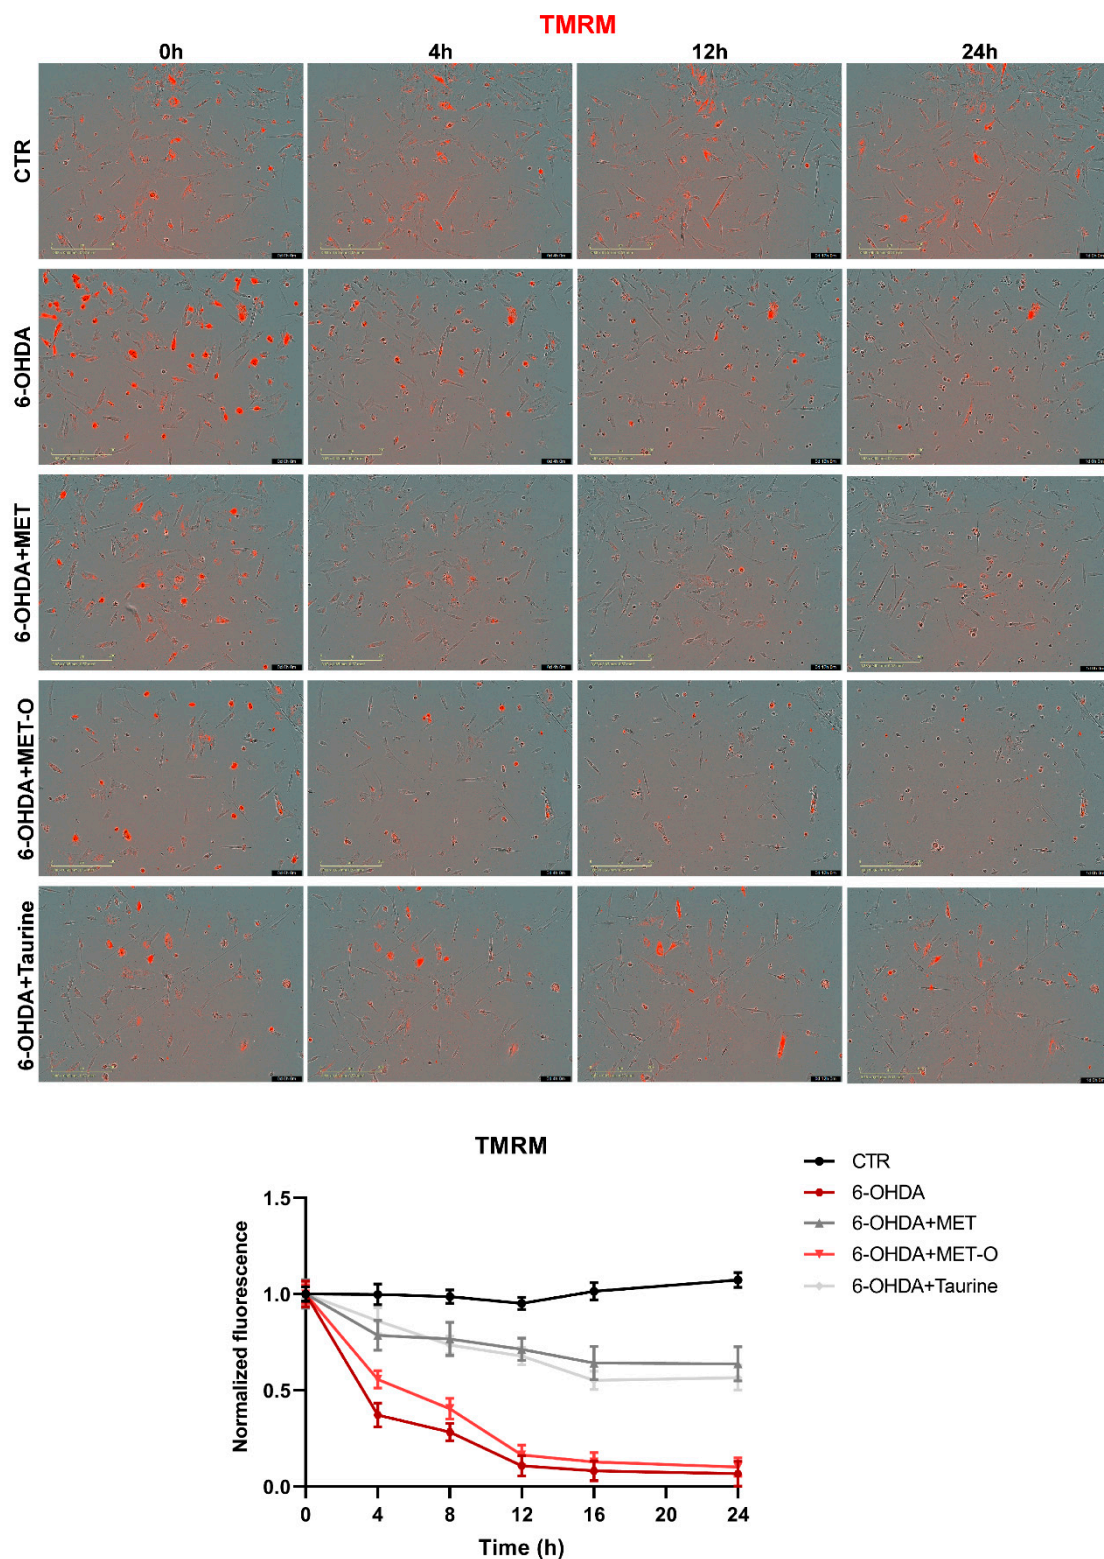 TMRM
0h 4h 12h 24h
CTR
6-OHDA
6-OHDA+MET
6-OHDA+MET-O
6-OHDA+Taurine
TMRM
CTR
6-OHDA
6-OHDA+MET
6-OHDA+MET-O
6-OHDA+Taurine
Normalized fluorescence
1.5
1.0
0.5
0.0
0 4 8 12 16 20 24
Time (h)